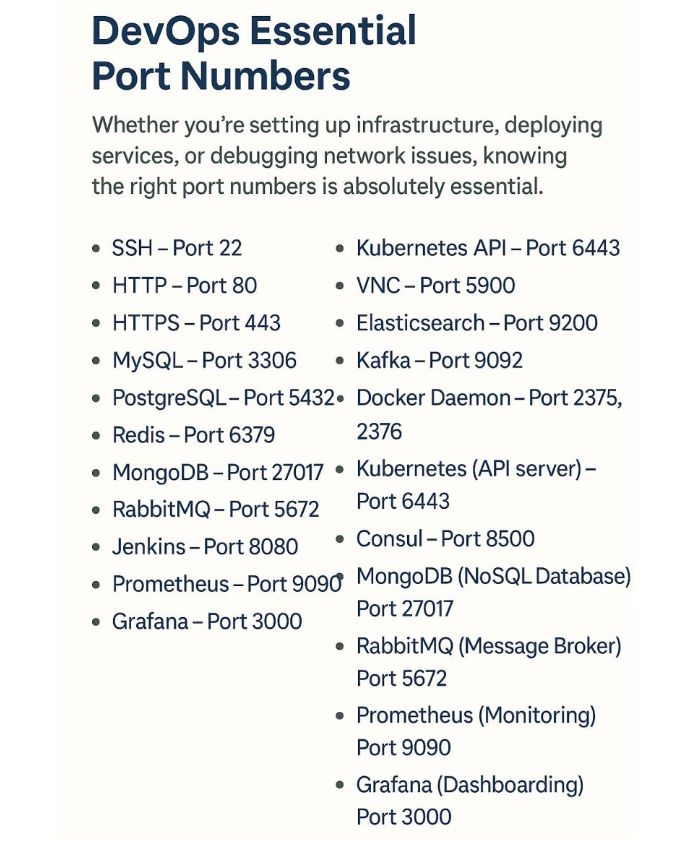 DevOps Essential
Port Numbers
Whether you're setting up infrastructure, deploying
services, or debugging network issues, knowing
the right port numbers is absolutely essential.
• SSH – Port 22
• HTTP – Port 80
• HTTPS – Port 443
• MySQL – Port 3306
• PostgreSQL – Port 5432
• Redis – Port 6379
• MongoDB – Port 27017
• RabbitMQ – Port 5672
• Jenkins – Port 8080
• Prometheus – Port 9090
• Grafana – Port 3000
• Kubernetes API – Port 6443
• VNC – Port 5900
• Elasticsearch – Port 9200
• Kafka – Port 9092
• Docker Daemon – Port 2375,
2376
• Kubernetes (API server) –
Port 6443
• Consul – Port 8500
• MongoDB (NoSQL Database)
Port 27017
• RabbitMQ (Message Broker)
Port 5672
• Prometheus (Monitoring)
Port 9090
• Grafana (Dashboarding)
Port 3000